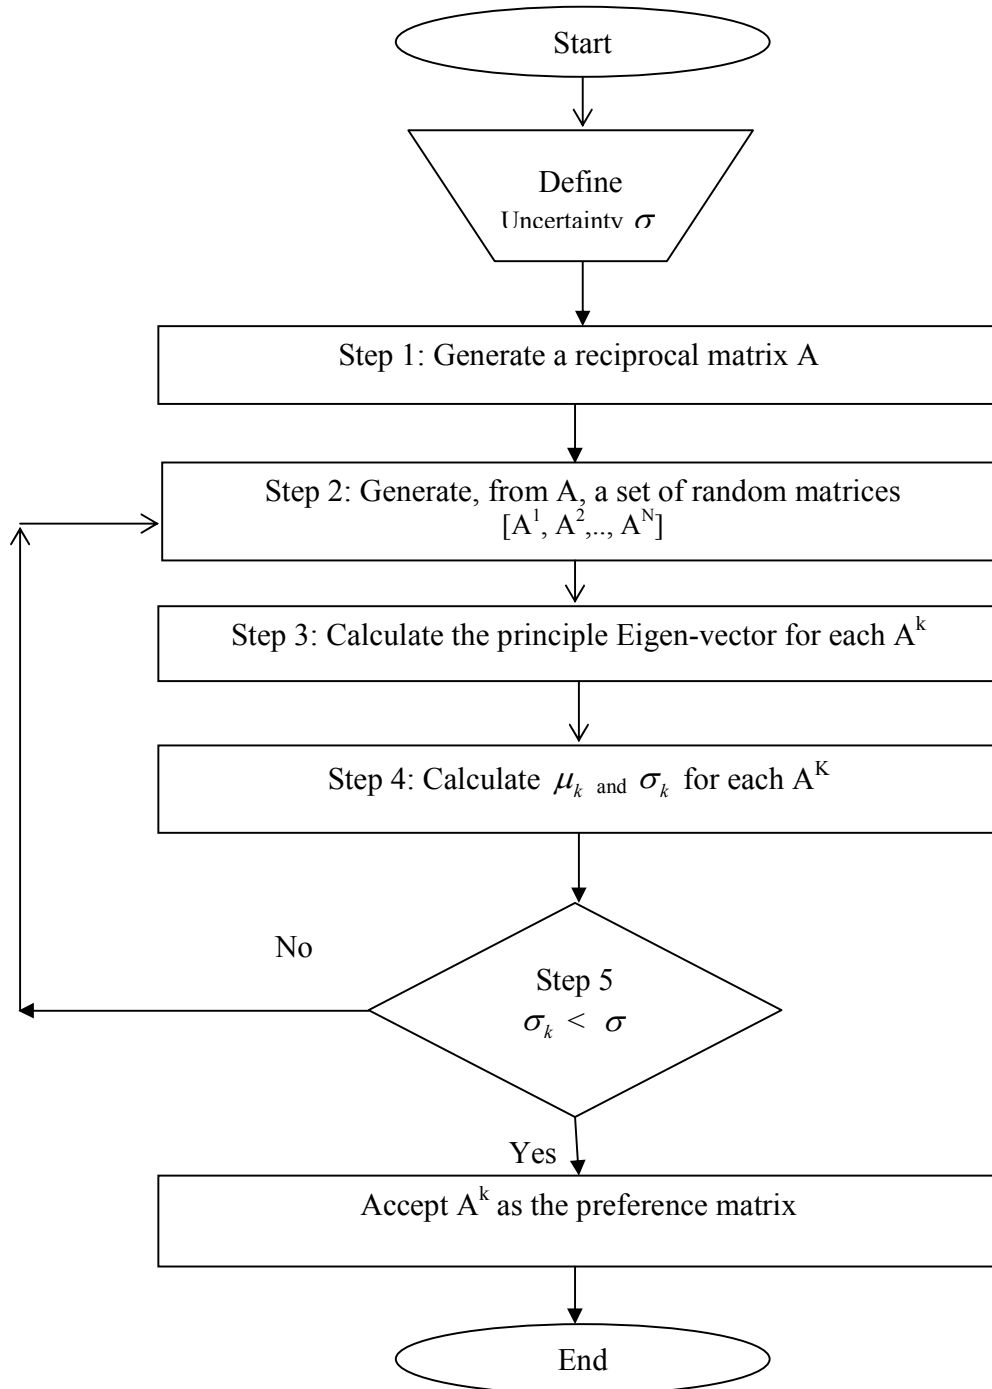 Start
Define
Uncertainty σ
Step 1: Generate a reciprocal matrix A
Step 2: Generate, from A, a set of random matrices
[A¹, A²,.., Aᴺ]
Step 3: Calculate the principle Eigen-vector for each Aᵏ
Step 4: Calculate μₖ and σₖ for each Aᴷ
No
Step 5
σₖ < σ
Yes
Accept Aᵏ as the preference matrix
End